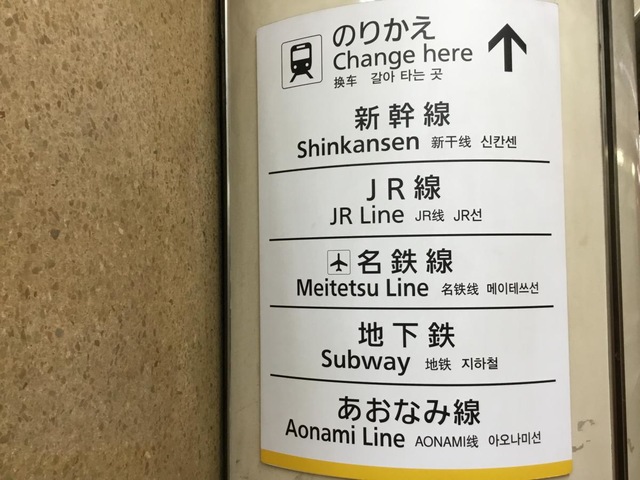 のりかえ
Change here
换车 갈아 타는 곳
新幹線
Shinkansen 新干线 신칸센
JR線
JR Line JR线 JR선
名鉄線
Meitetsu Line 名铁线 메이테쓰선
地下鉄
Subway 地铁 지하철
あおなみ線
Aonami Line AONAMI线 아오나미선